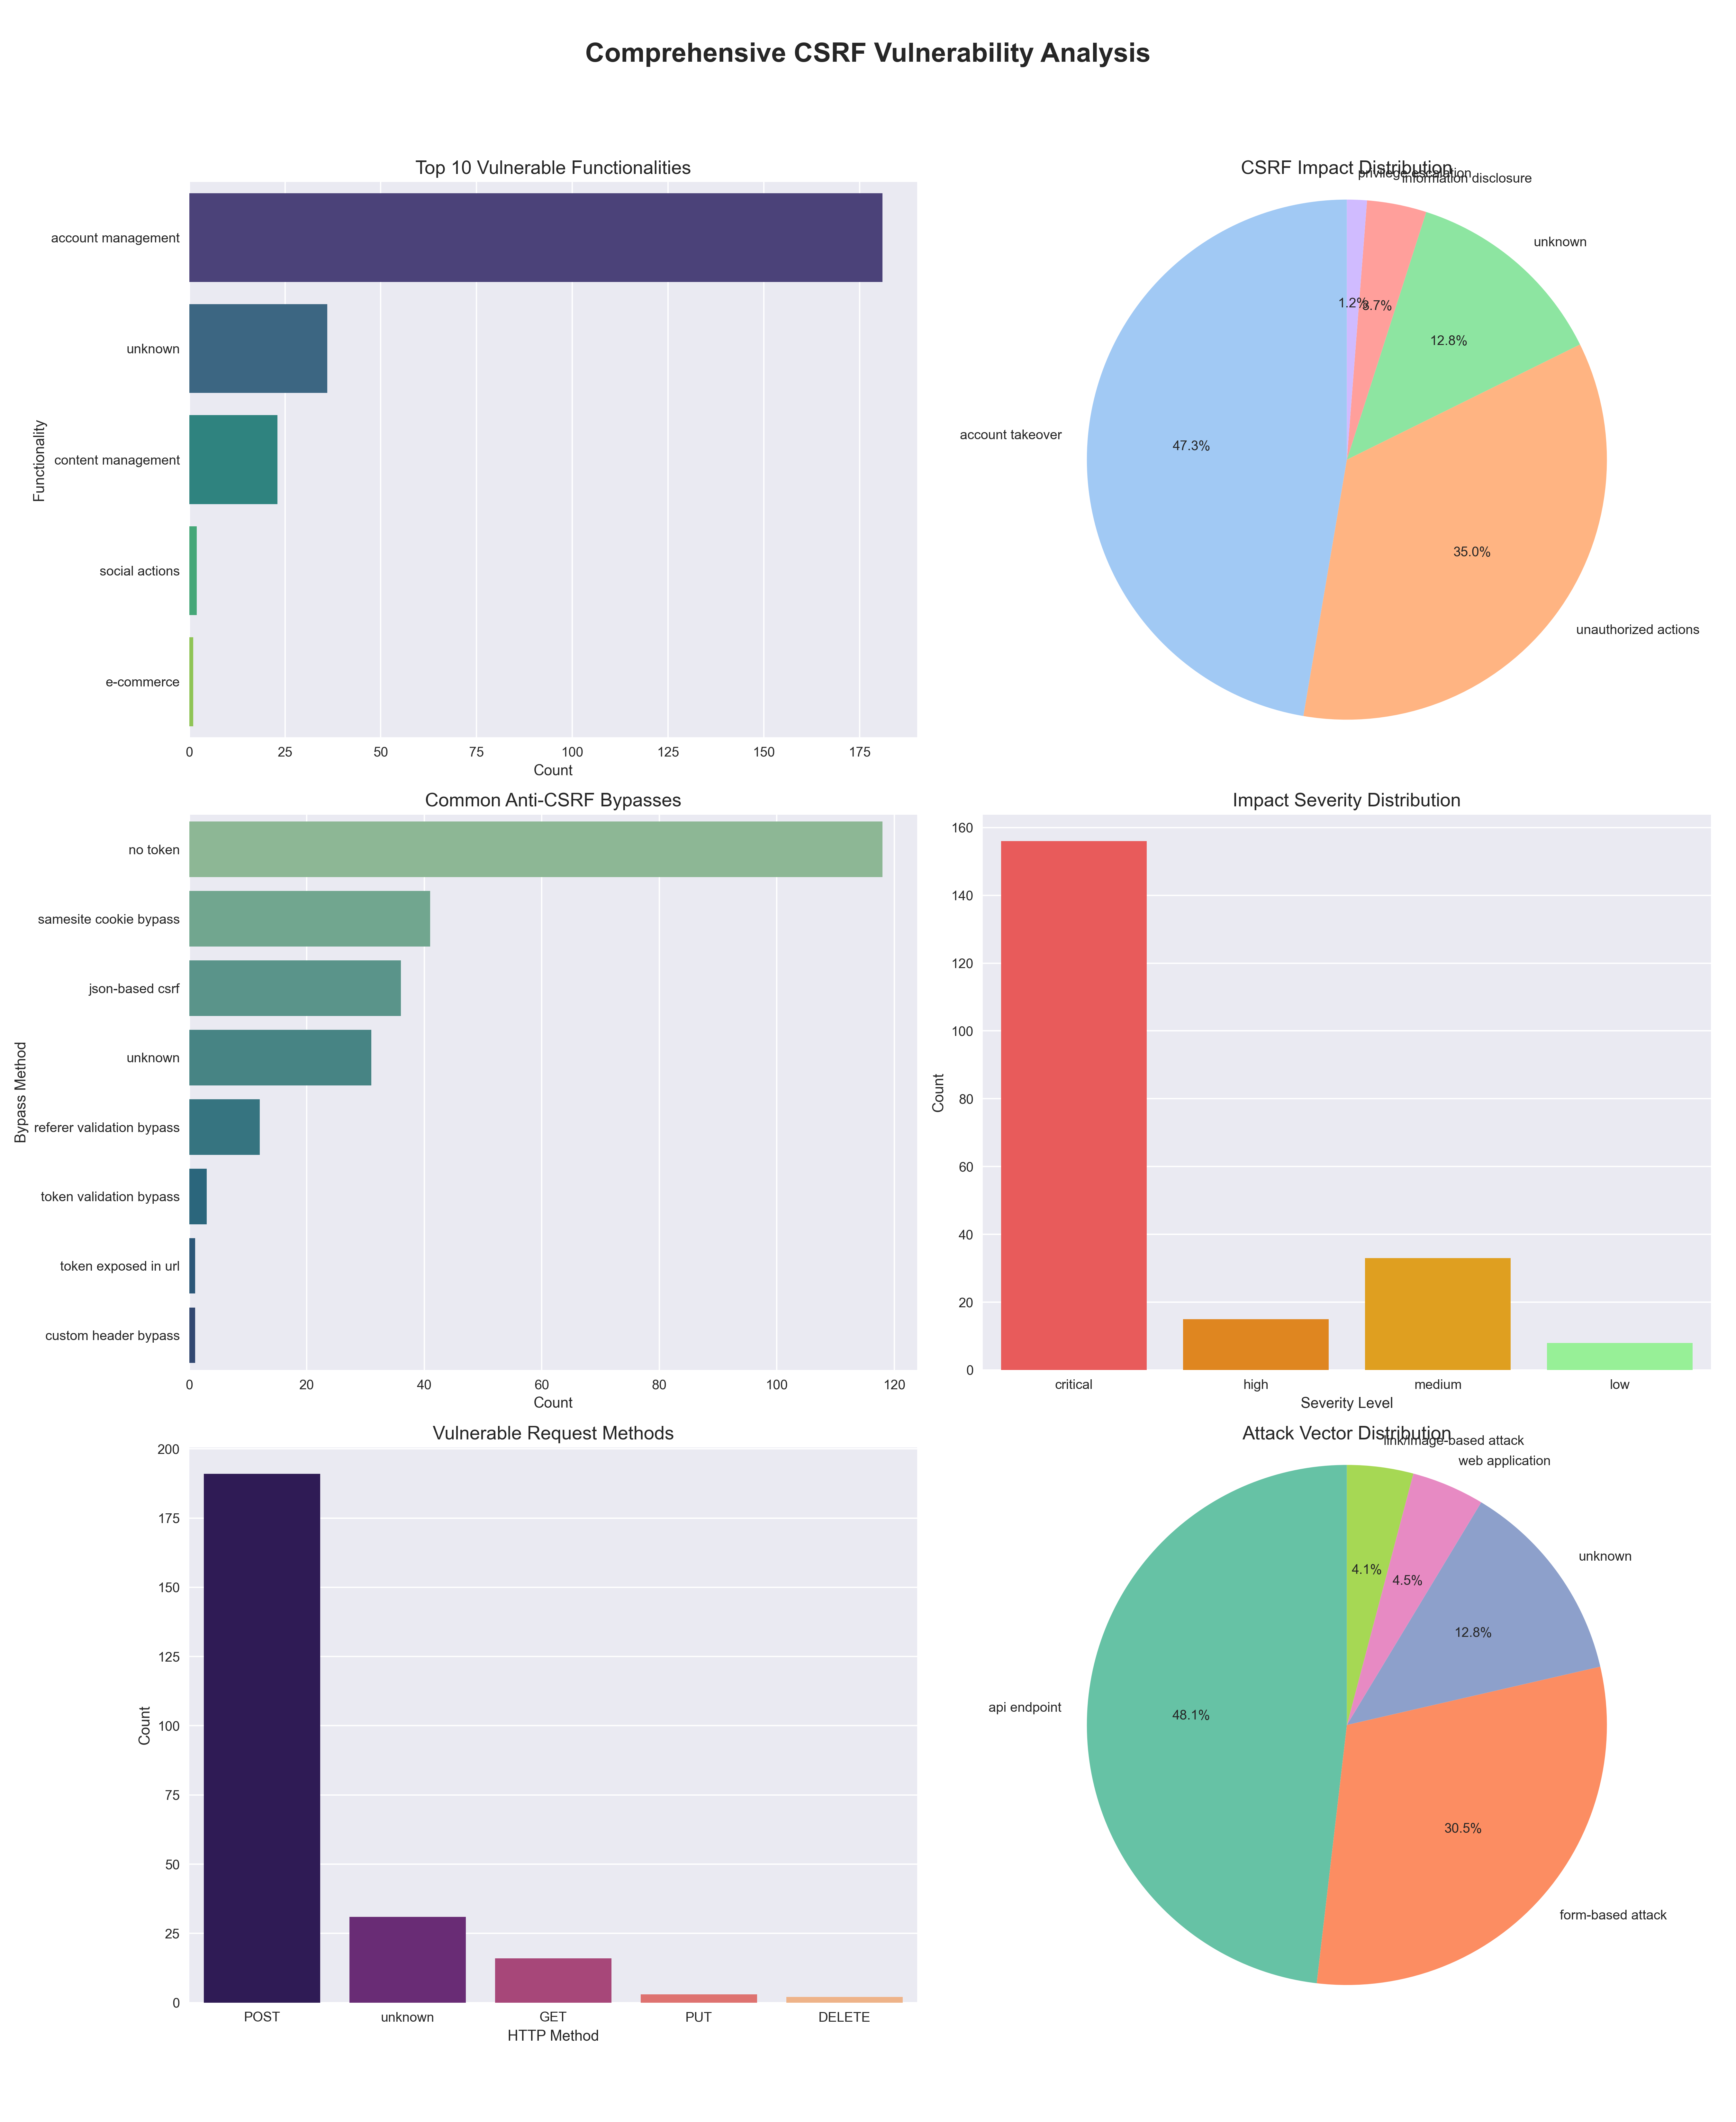 Comprehensive CSRF Vulnerability Analysis
Top 10 Vulnerable Functionalities
Functionality
account management
unknown
content management
social actions
e-commerce
0 25 50 75 100 125 150 175
Count
CSRF Impact Distribution
privilege escalation
information disclosure
unknown
1.2%
3.7%
12.8%
account takeover
47.3%
35.0%
unauthorized actions
Common Anti-CSRF Bypasses
Bypass Method
no token
samesite cookie bypass
json-based csrf
unknown
referer validation bypass
token validation bypass
token exposed in url
custom header bypass
0 20 40 60 80 100 120
Count
Impact Severity Distribution
Count
160
140
120
100
80
60
40
20
0
critical high medium low
Severity Level
Vulnerable Request Methods
Count
200
175
150
125
100
75
50
25
0
POST unknown GET PUT DELETE
HTTP Method
Attack Vector Distribution
link/image-based attack
web application
unknown
4.1%
4.5%
12.8%
api endpoint
48.1%
30.5%
form-based attack